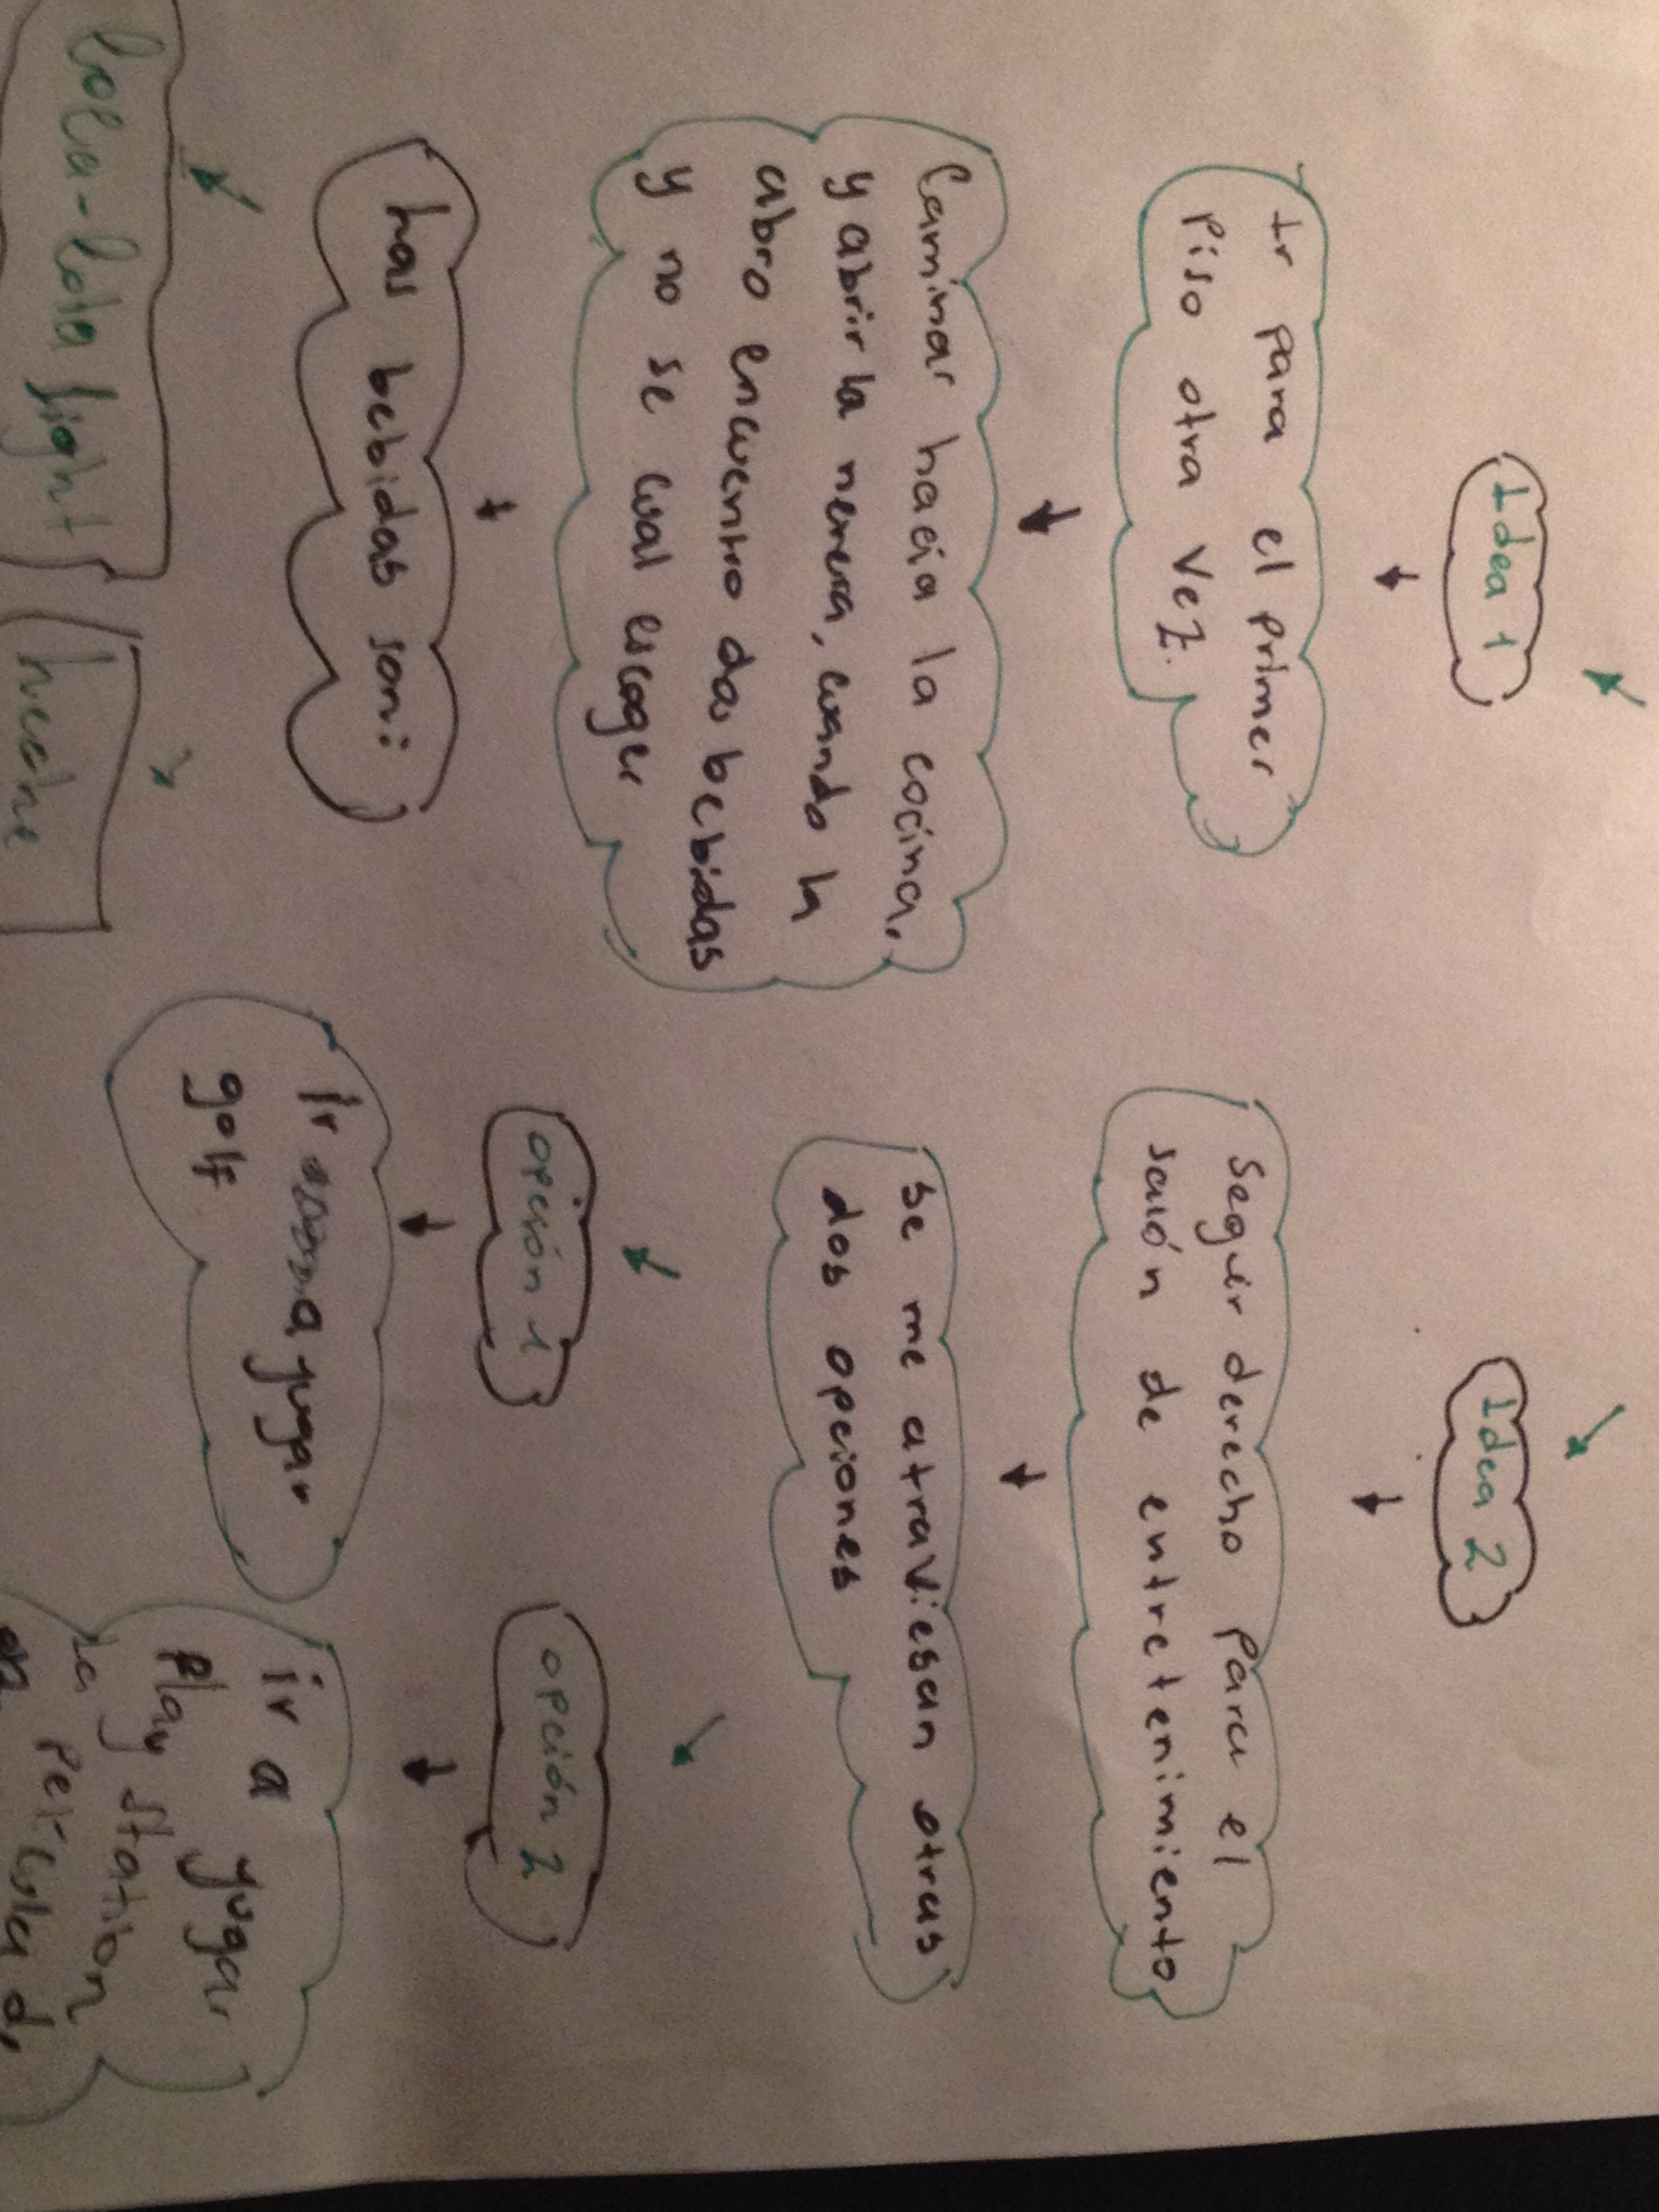 Idea 1
Ir para el primer
Piso otra vez.
Caminar hacia la cocina,
y abrir la nevera, cuando la
abro encuentro dos bebidas
y no se cual escoger
Las bebidas son:
Coca-Cola light
Leche
Idea 2
Seguir derecho para el
salón de entretenimiento
Se me atraviesan otras
dos opciones
opción 1
Ir a jugar
golf
opción 2
ir a jugar
Play Station